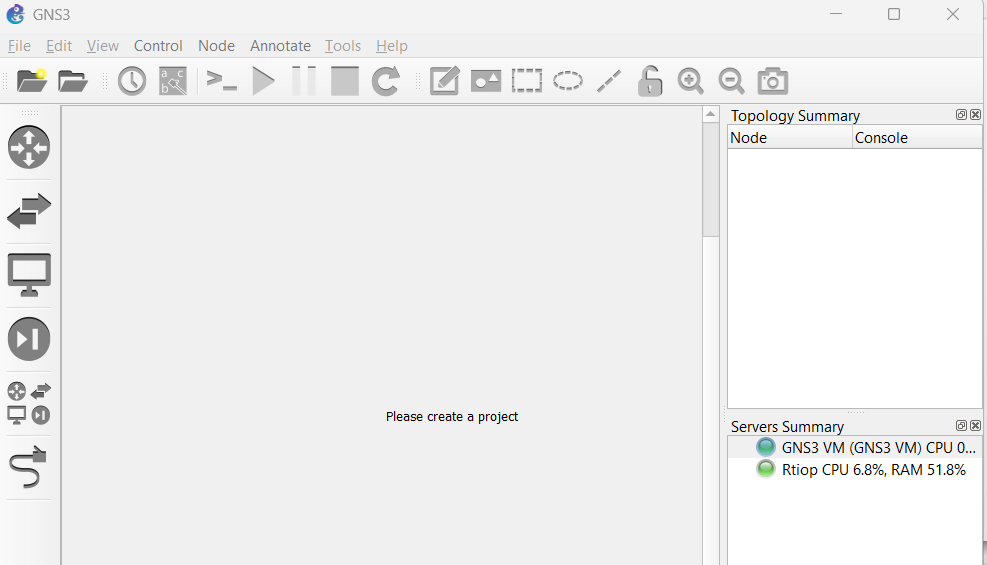 GNS3
File Edit View Control Node Annotate Tools Help
a c
b
Topology Summary
Node Console
Please create a project
Servers Summary
GNS3 VM (GNS3 VM) CPU 0...
Rtiop CPU 6.8%, RAM 51.8%